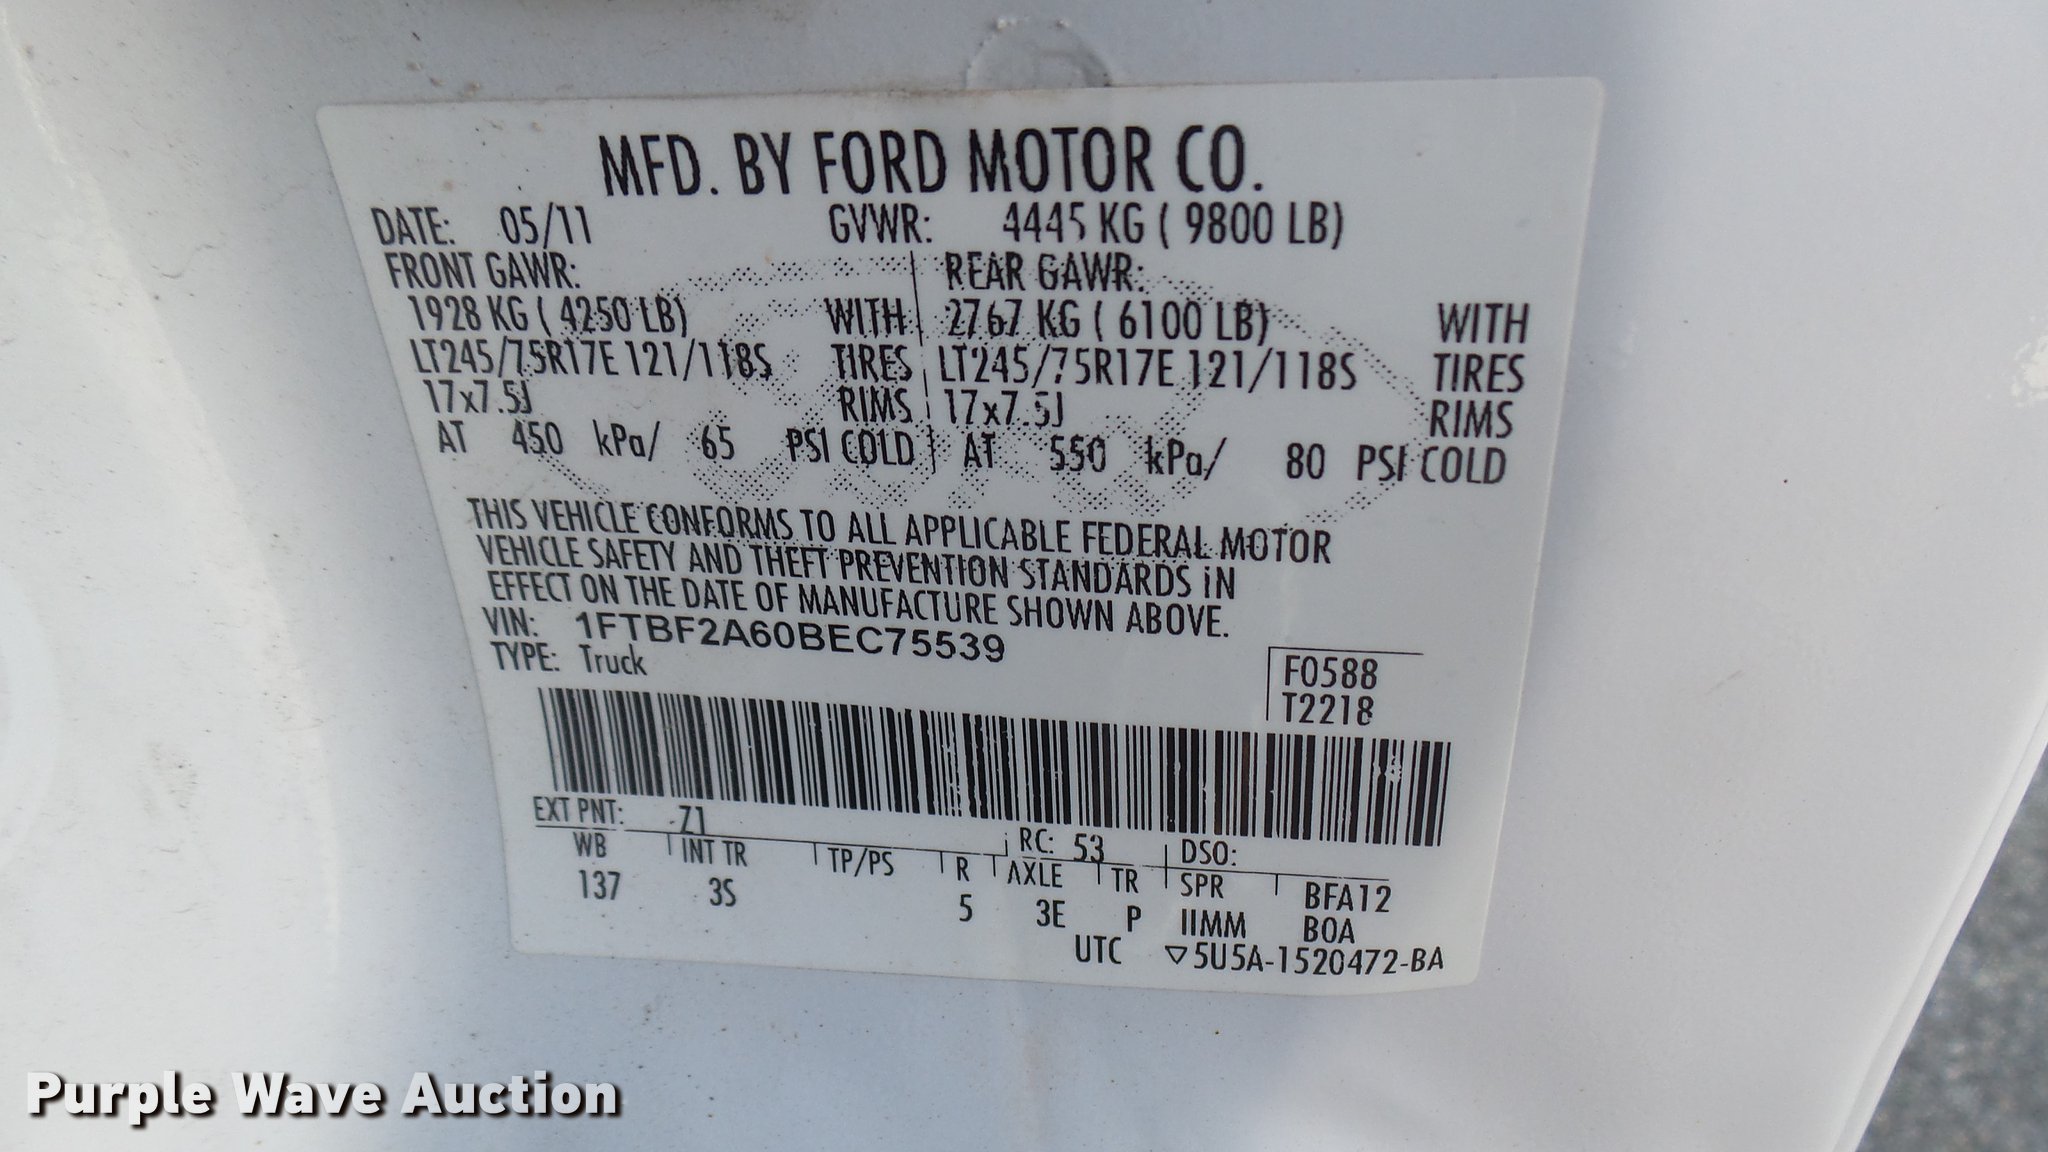 MFD. BY FORD MOTOR CO.
DATE: 05/11 GVWR: 4445 KG ( 9800 LB)
FRONT GAWR: REAR GAWR:
1928 KG ( 4250 LB) WITH 2767 KG ( 6100 LB) WITH
LT245/75R17E 121/118S TIRES LT245/75R17E 121/118S TIRES
17x7.5J RIMS 17x7.5J RIMS
AT 450 kPa/ 65 PSI COLD AT 550 kPa/ 80 PSI COLD
THIS VEHICLE CONFORMS TO ALL APPLICABLE FEDERAL MOTOR
VEHICLE SAFETY AND THEFT PREVENTION STANDARDS IN
EFFECT ON THE DATE OF MANUFACTURE SHOWN ABOVE.
VIN: 1FTBF2A60BEC75539
TYPE: Truck
F0588
T2218
EXT PNT: Z1 RC: 53 DSO:
WB INT TR TP/PS R AXLE TR SPR BFA12
137 3S 5 3E P IIMM BOA
UTC ▽5U5A-1520472-BA
Purple Wave Auction